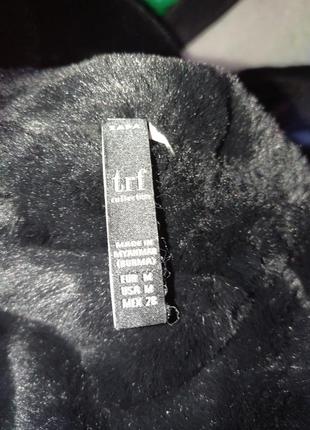 ZARA
trf
collection
MADE IN
MYANMAR
(BURMA)
EUR M
USA M
MEX 28